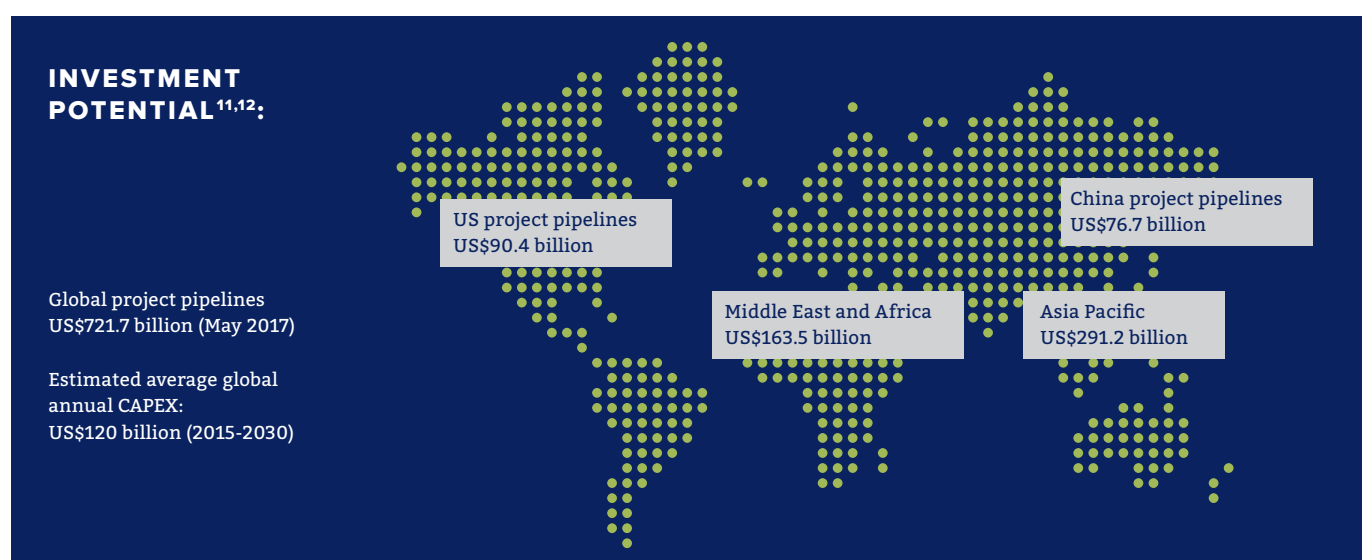 INVESTMENT
POTENTIAL11,12:
Global project pipelines
US$721.7 billion (May 2017)
Estimated average global
annual CAPEX:
US$120 billion (2015-2030)
US project pipelines
US$90.4 billion
China project pipelines
US$76.7 billion
Middle East and Africa
US$163.5 billion
Asia Pacific
US$291.2 billion